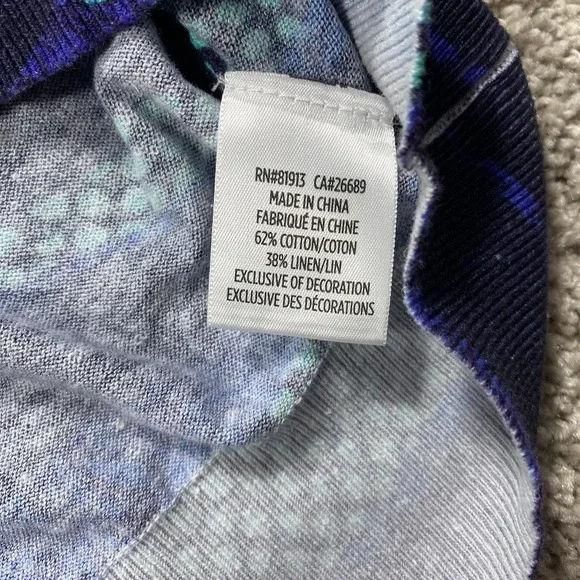 RN#81913 CA#26689
MADE IN CHINA
FABRIQUÉ EN CHINE
62% COTTON/COTON
38% LINEN/LIN
EXCLUSIVE OF DECORATION
EXCLUSIVE DES DÉCORATIONS